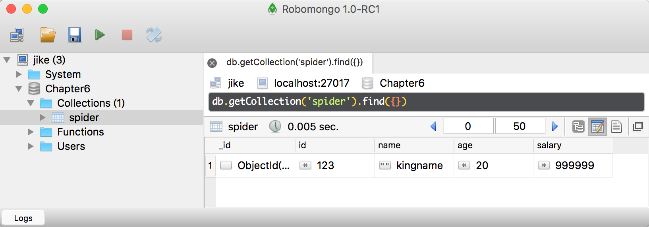 Robomongo 1.0-RC1
jike (3)
System
Chapter6
Collections (1)
spider
Functions
Users
db.getCollection('spider').find({})
jike localhost:27017 Chapter6
db.getCollection('spider').find({})
spider 0.005 sec. 0 50
_id id name age salary
1 ObjectId(... 123 kingname 20 999999
Logs